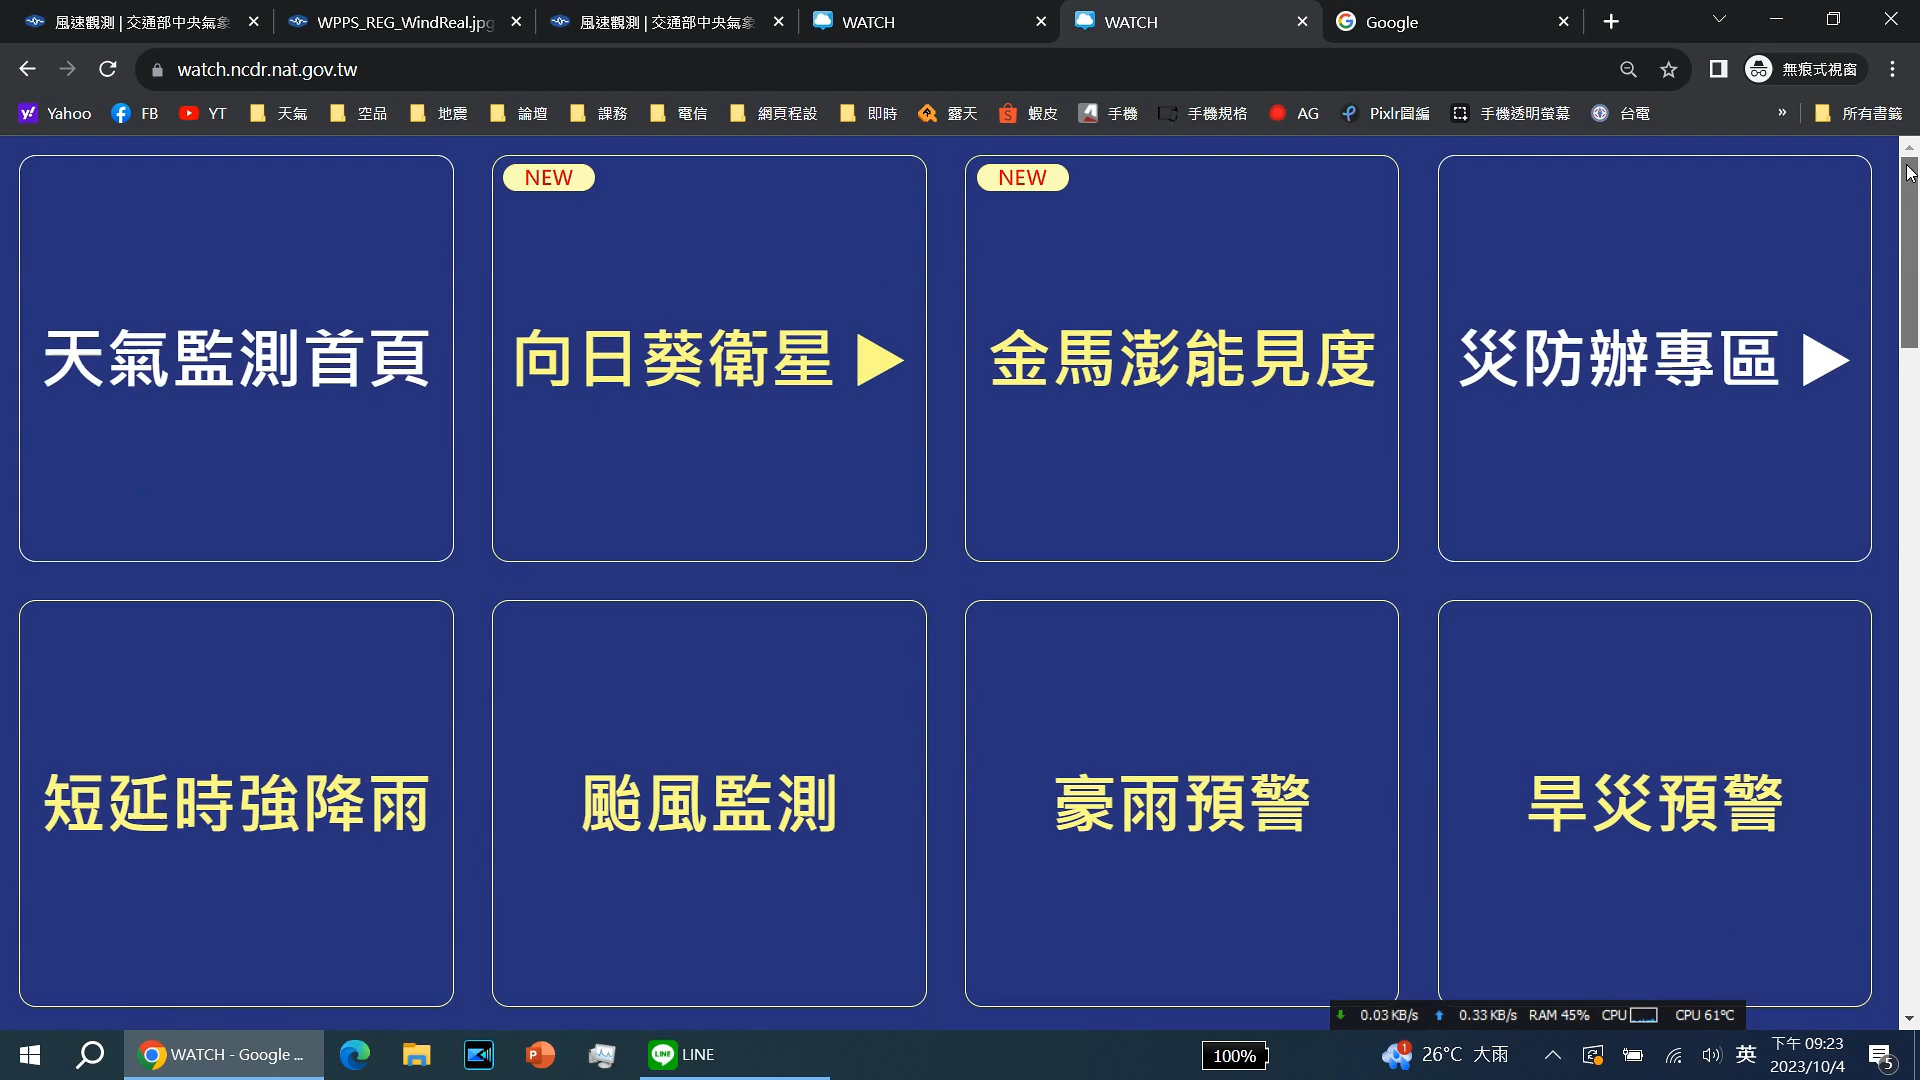 風速觀測 | 交通部中央氣象
WPPS_REG_WindReal.jpg
風速觀測 | 交通部中央氣象
WATCH
WATCH
Google
watch.ncdr.nat.gov.tw
無痕式視窗
Yahoo
FB
YT
天氣
空品
地震
論壇
課務
電信
網頁程設
即時
露天
蝦皮
手機
手機規格
AG
Pixlr圖編
手機透明螢幕
台電
»
所有書籤
天氣監測首頁
NEW
向日葵衛星 ▶
NEW
金馬澎能見度
災防辦專區 ▶
短延時強降雨
颱風監測
豪雨預警
旱災預警
0.03 KB/s
0.33 KB/s
RAM 45%
CPU
CPU 61°C
WATCH - Google ...
LINE
LINE
100%
1
26°C 大雨
英
下午 09:23
2023/10/4
5